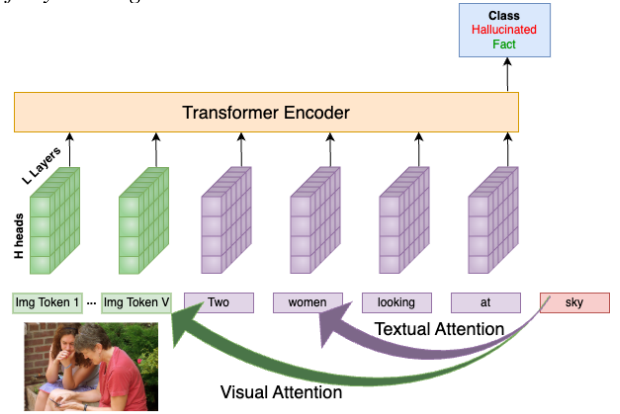 Class
Hallucinated
Fact
Transformer Encoder
L Layers
H heads
Img Token 1 ... Img Token V Two women looking at sky
Textual Attention
Visual Attention